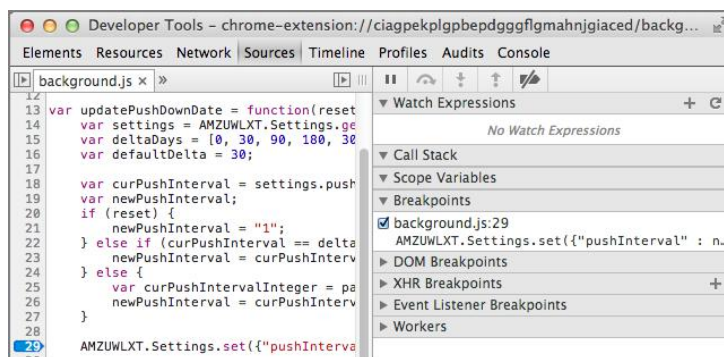 Developer Tools - chrome-extension://ciagpekplgpbepdgggflgmahnjgiaced/backg...
Elements Resources Network Sources Timeline Profiles Audits Console
background.js × »
12
13 var updatePushDownDate = function(reset
14 var settings = AMZUWLXT.Settings.ge
15 var deltaDays = [0, 30, 90, 180, 30
16 var defaultDelta = 30;
17
18 var curPushInterval = settings.push
19 var newPushInterval;
20 if (reset) {
21 newPushInterval = "1";
22 } else if (curPushInterval == delta
23 newPushInterval = curPushInterv
24 } else {
25 var curPushIntervalInteger = pa
26 newPushInterval = curPushInterv
27 }
28
29 AMZUWLXT.Settings.set({"pushInterva
Watch Expressions
No Watch Expressions
Call Stack
Scope Variables
Breakpoints
background.js:29
AMZUWLXT.Settings.set({"pushInterval" : n…
DOM Breakpoints
XHR Breakpoints
Event Listener Breakpoints
Workers